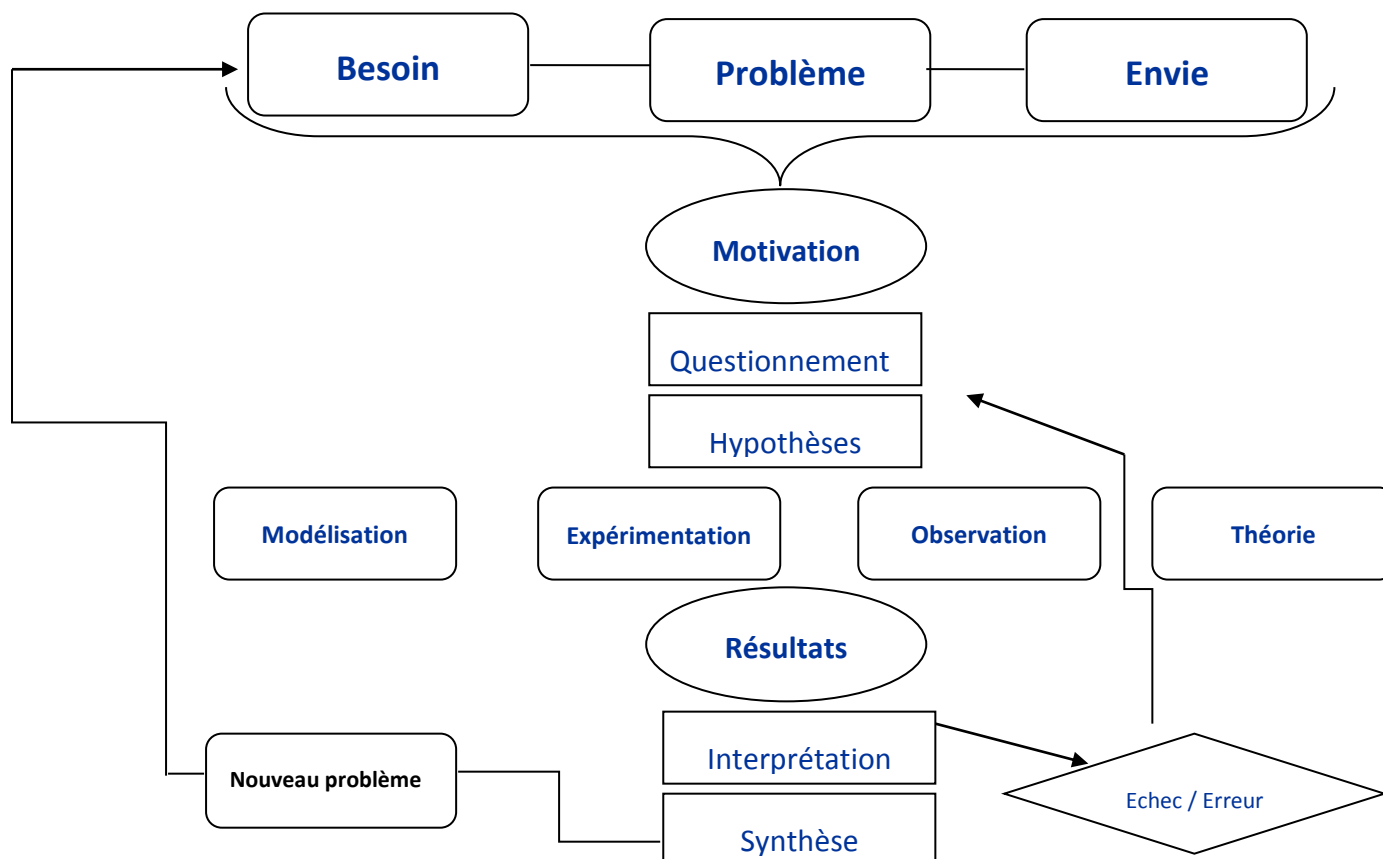 Besoin
Problème
Envie
Motivation
Questionnement
Hypothèses
Modélisation
Expérimentation
Observation
Théorie
Résultats
Interprétation
Nouveau problème
Echec / Erreur
Synthèse